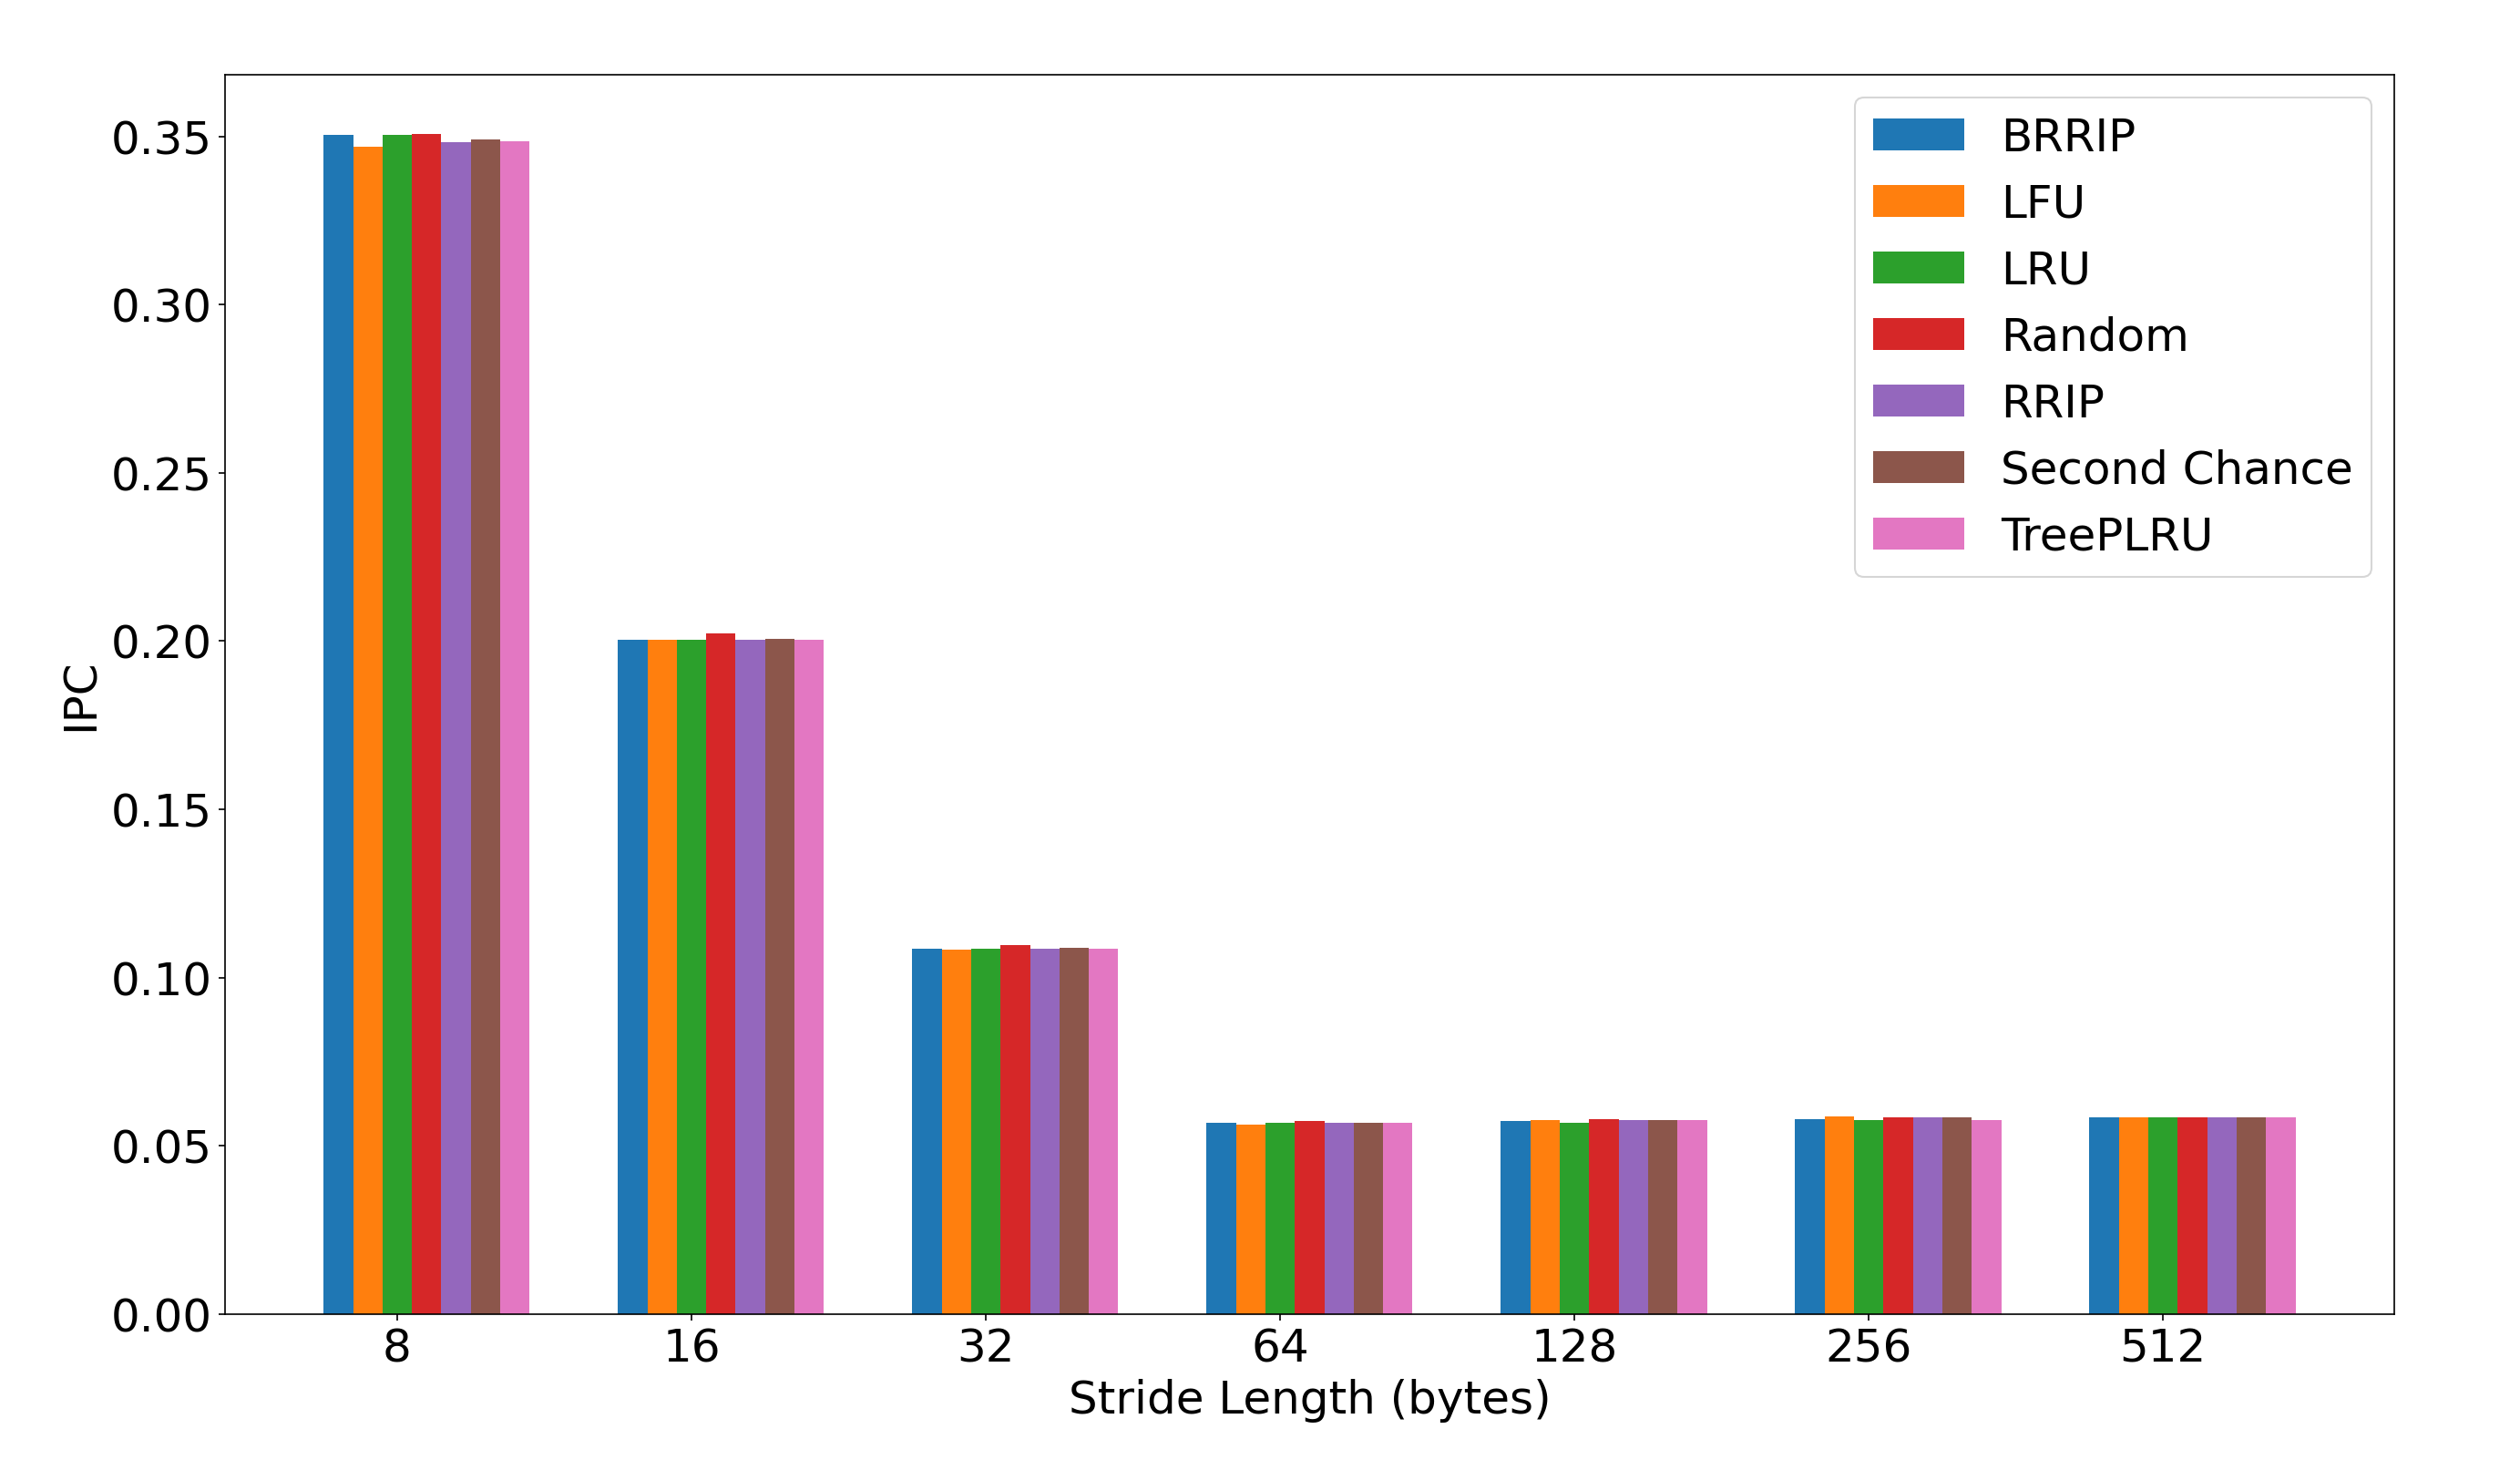 0.35
0.30
0.25
0.20
0.15
0.10
0.05
0.00
IPC
BRRIP
LFU
LRU
Random
RRIP
Second Chance
TreePLRU
8 16 32 64 128 256 512
Stride Length (bytes)